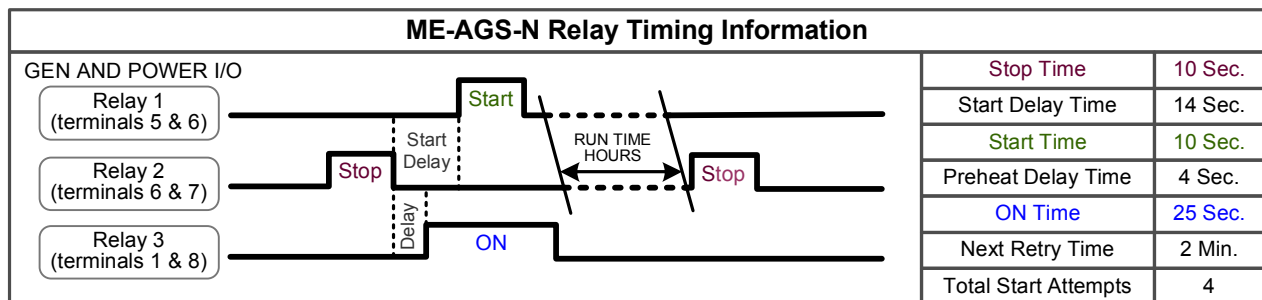 ME-AGS-N Relay Timing Information
GEN AND POWER I/O
Relay 1
(terminals 5 & 6)
Start
Start
Delay
RUN TIME
HOURS
Relay 2
(terminals 6 & 7)
Stop
Stop
Relay 3
(terminals 1 & 8)
Delay
ON
Stop Time 10 Sec.
Start Delay Time 14 Sec.
Start Time 10 Sec.
Preheat Delay Time 4 Sec.
ON Time 25 Sec.
Next Retry Time 2 Min.
Total Start Attempts 4